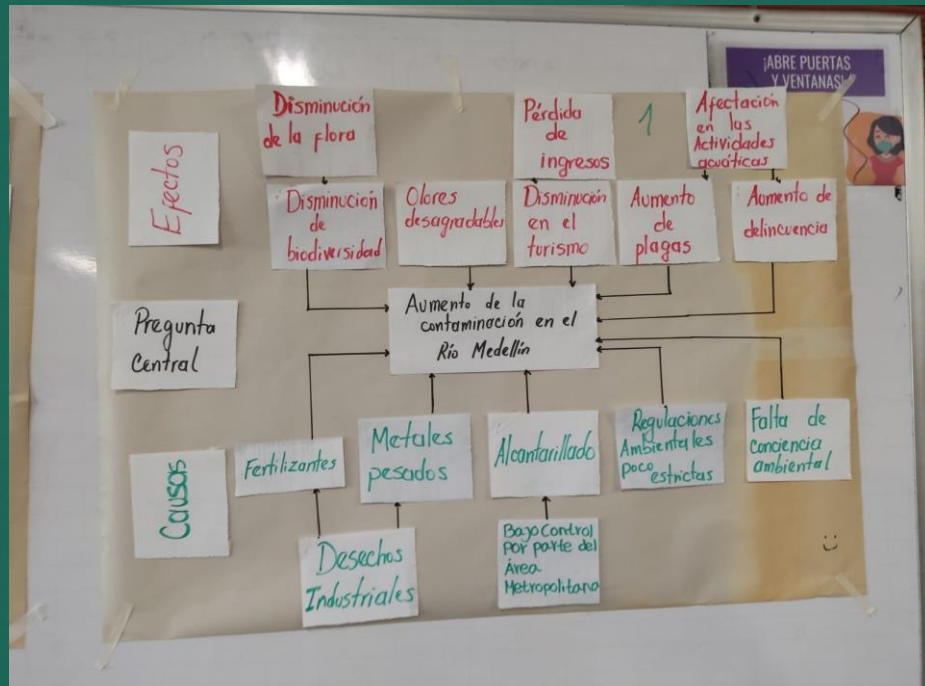 ¡ABRE PUERTAS
Y VENTANAS!
Efectos
Disminución
de la flora
Pérdida
de
ingresos
1
Afectación
en las
Actividades
acuáticas
Disminución
de
biodiversidad
Olores
desagradables
Disminución
en el
turismo
Aumento
de
plagas
Aumento de
delincuencia
Pregunta
Central
Aumento de la
contaminación en el
Río Medellín
Causas
Fertilizantes
Metales
pesados
Alcantarillado
Regulaciones
Ambientales
poco
estrictas
Falta de
conciencia
ambiental
Desechos
Industriales
Bajo Control
por parte del
Área
Metropolitana